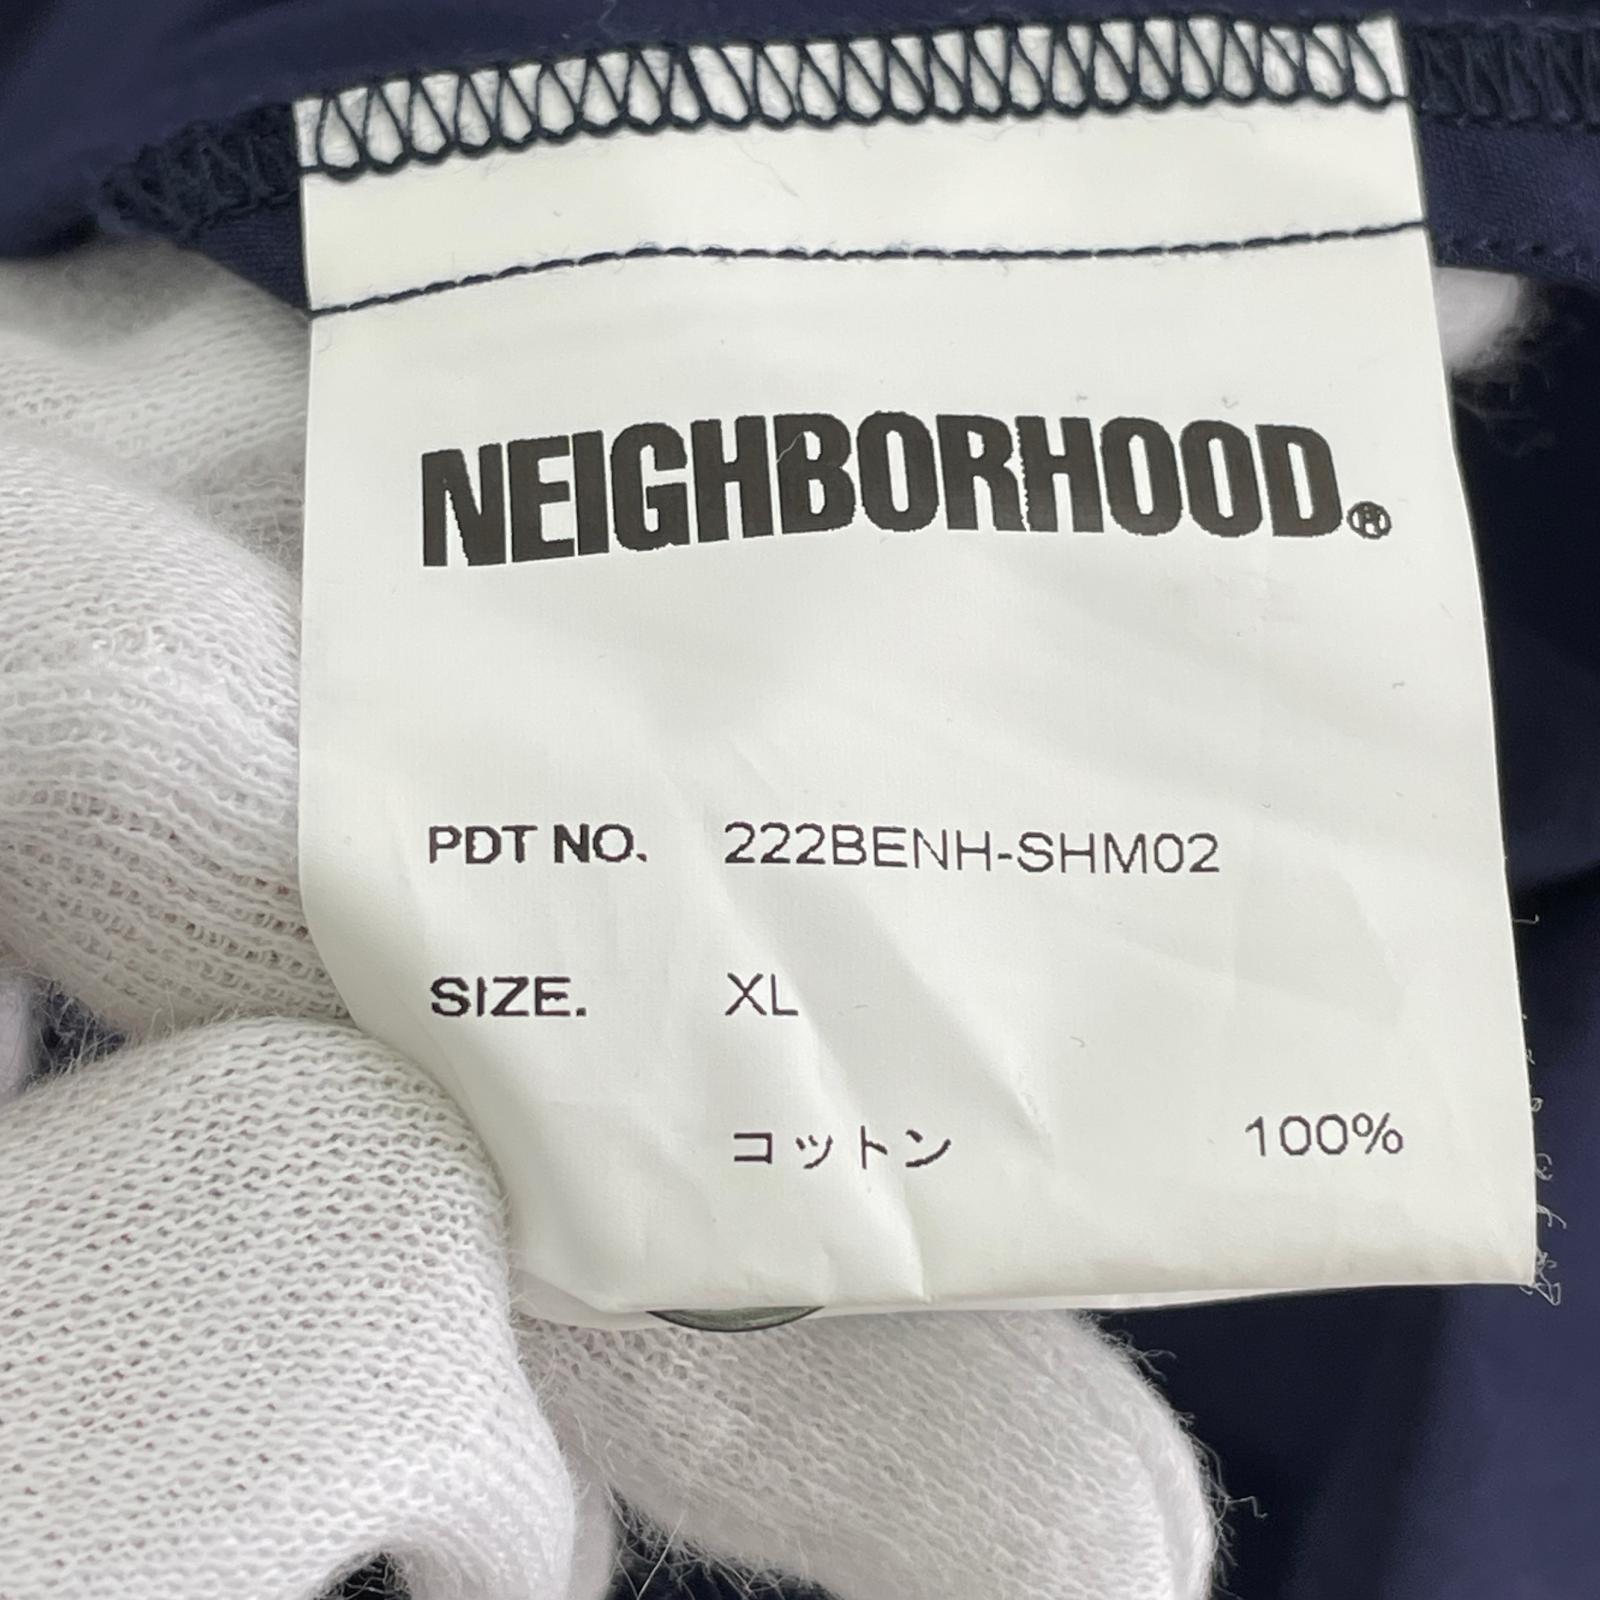 NEIGHBORHOOD.®
PDT NO. 222BENH-SHM02
SIZE. XL
コットン 100%